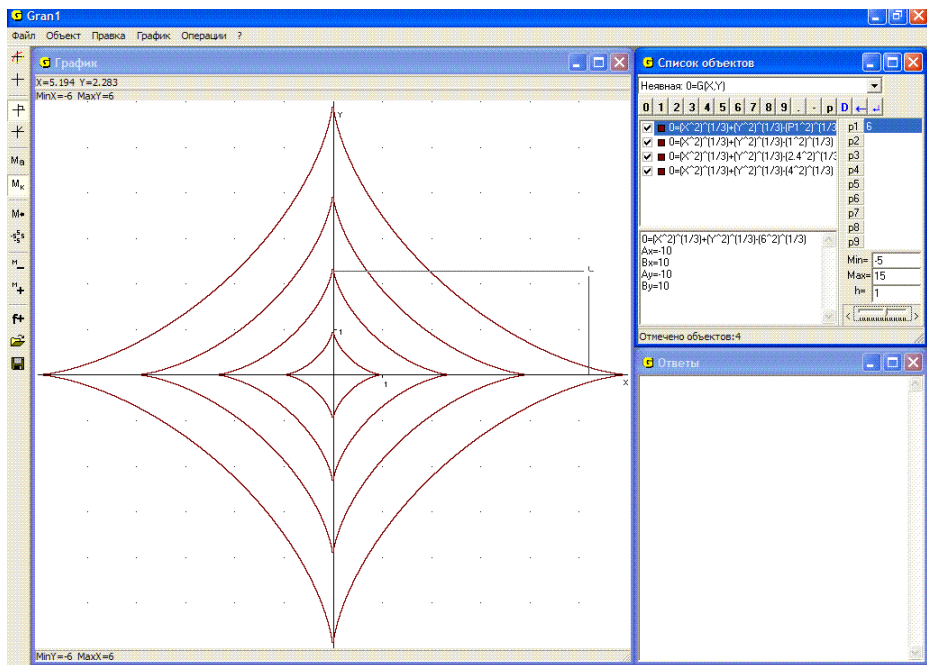 Gran1
Файл Объект Правка График Операции ?
График
X=5.194 Y=2.283
MinX=-6 MaxY=6
Y
1
1
X
MinY=-6 MaxX=6
Список объектов
Неявная: 0=G(X,Y)
0 1 2 3 4 5 6 7 8 9 . - p D ← ↵
0=(X^2)^(1/3)+(Y^2)^(1/3)-(P1^2)^(1/3
0=(X^2)^(1/3)+(Y^2)^(1/3)-(1^2)^(1/3)
0=(X^2)^(1/3)+(Y^2)^(1/3)-(2.4^2)^(1/3
0=(X^2)^(1/3)+(Y^2)^(1/3)-(4^2)^(1/3)
p1 6
p2
p3
p4
p5
p6
p7
p8
p9
0=(X^2)^(1/3)+(Y^2)^(1/3)-(6^2)^(1/3)
Ax=-10
Bx=10
Ay=-10
By=10
Min= -5
Max= 15
h= 1
Отмечено объектов:4
Ответы
Mа
Mк
M
M
M
f+